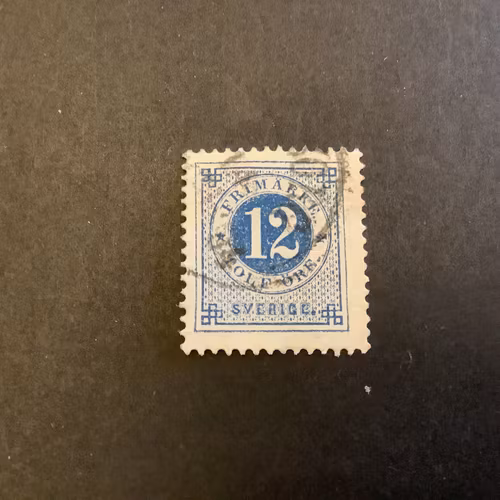 FRIMÄRKE
12
TOLF ÖRE.
SVERIGE.